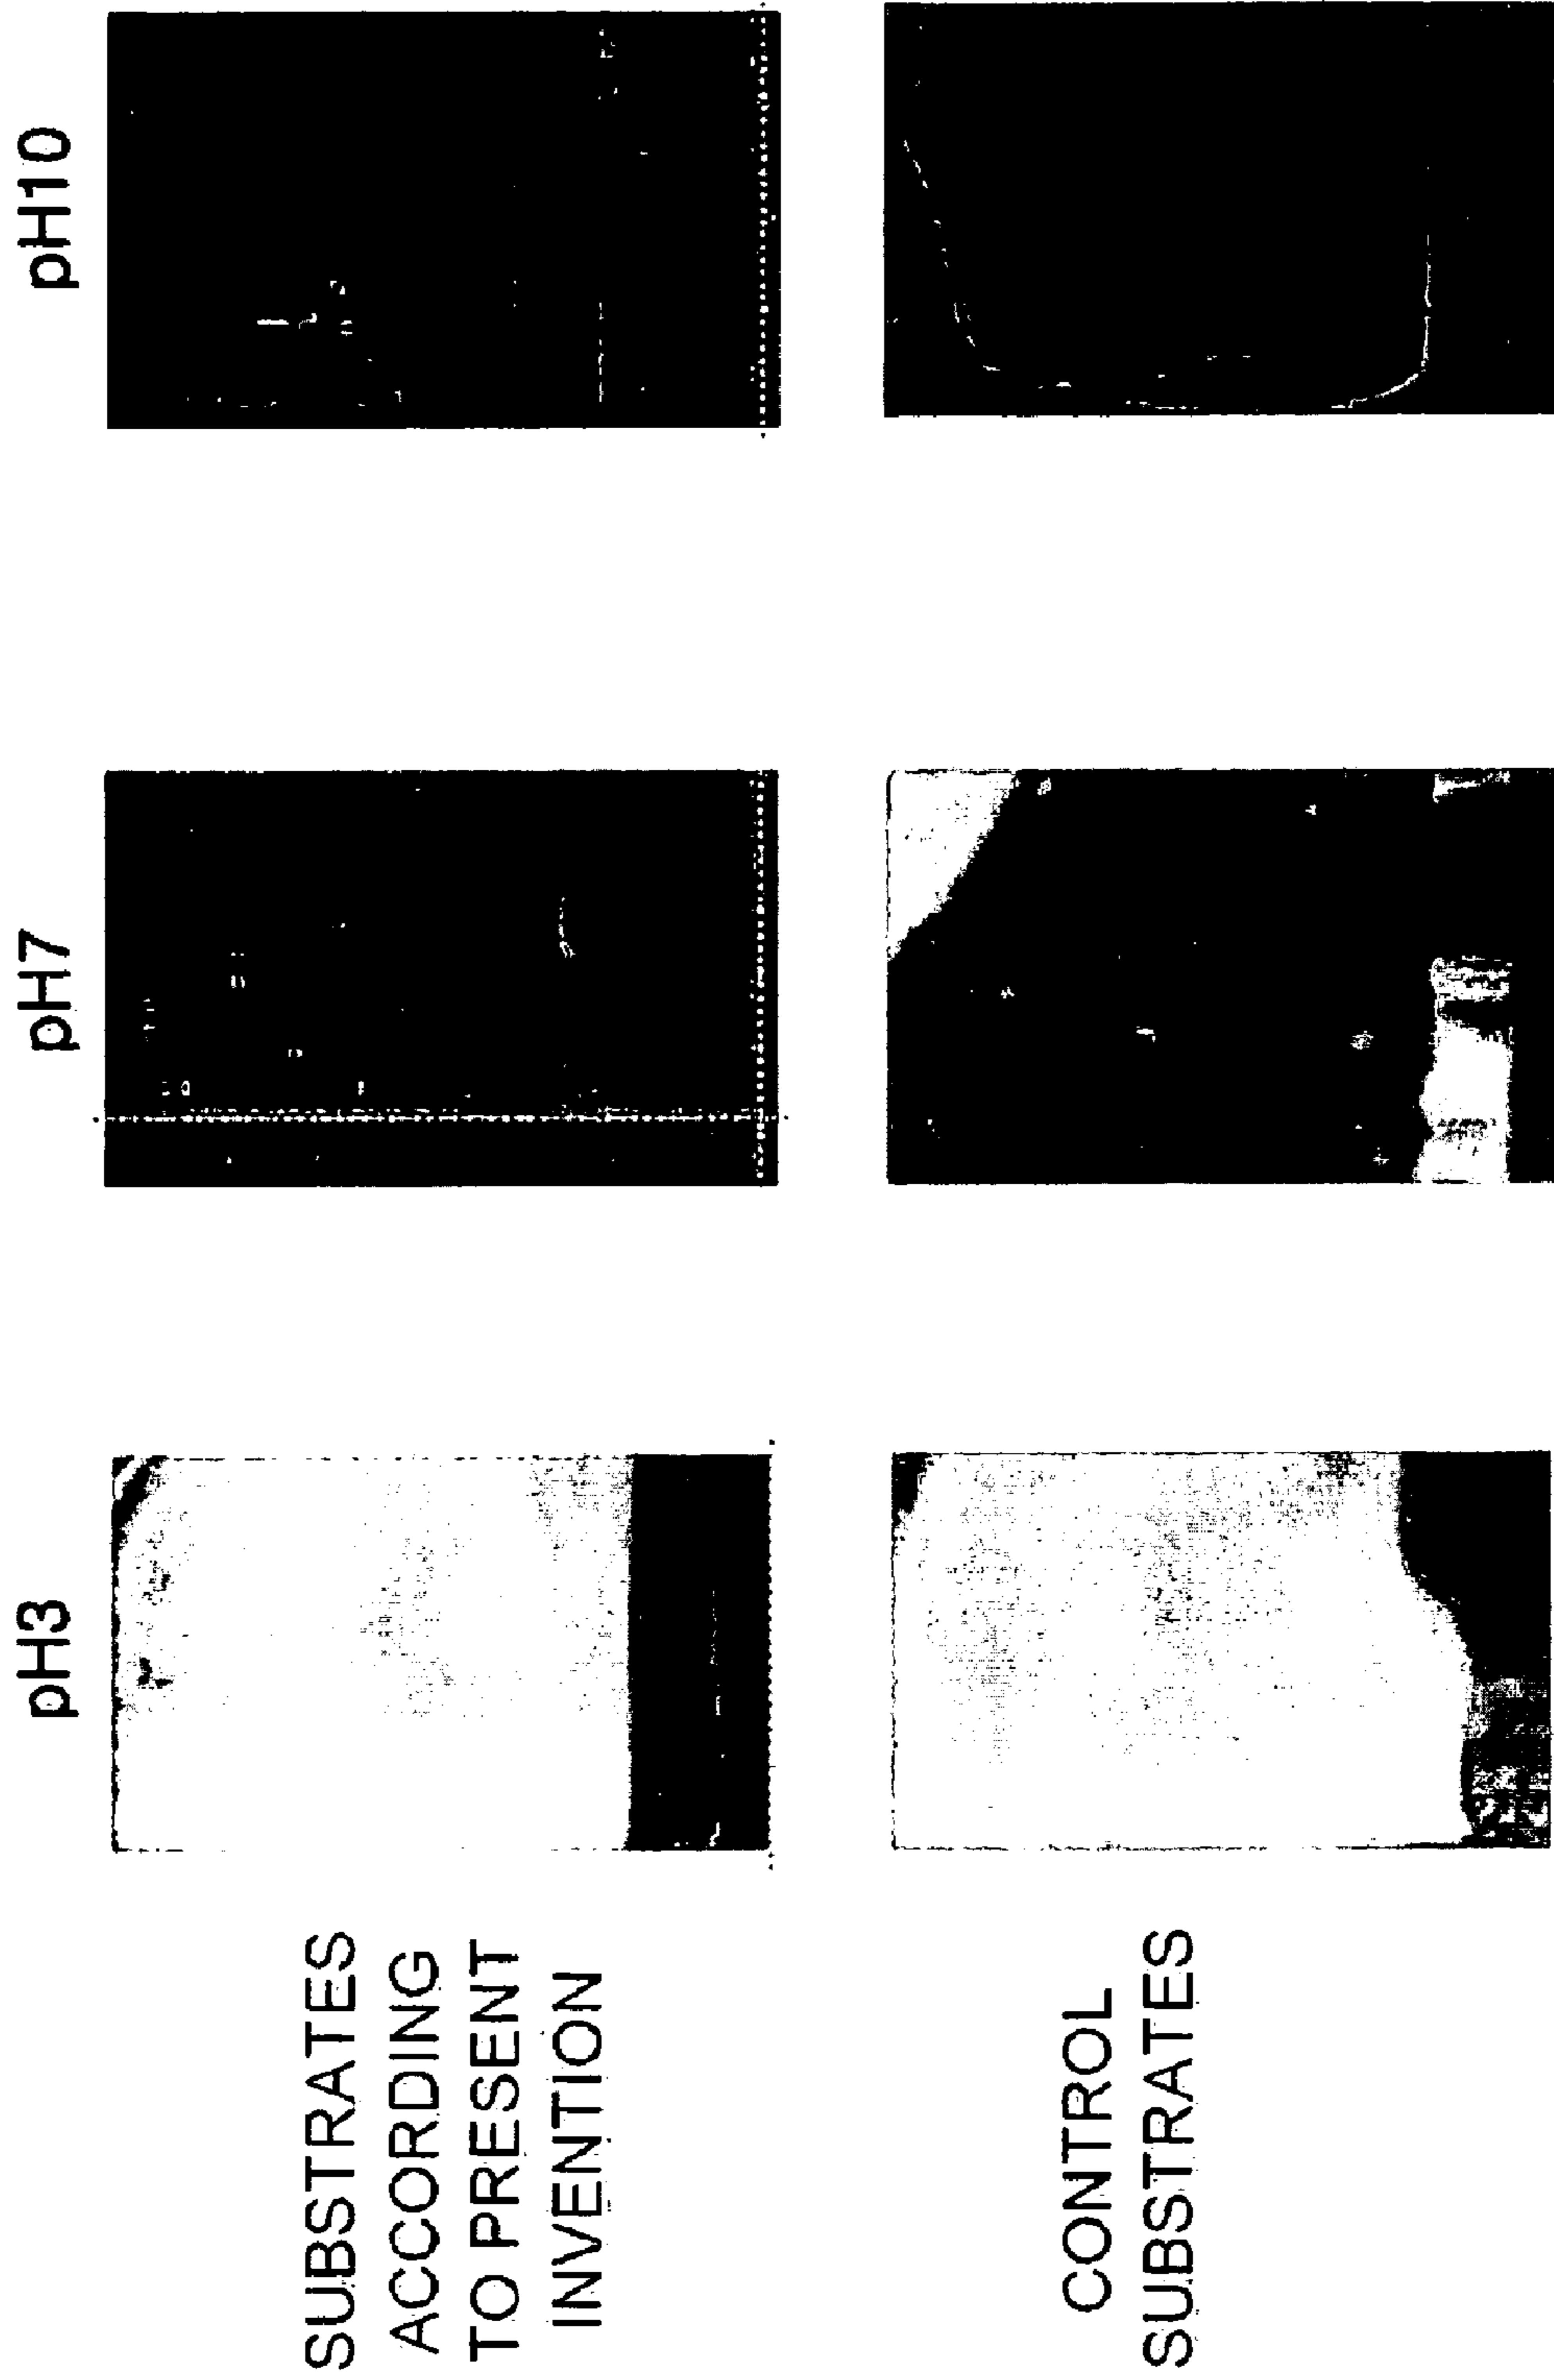 pH3
pH7
pH10
SUBSTRATES
ACCORDING
TO PRESENT
INVENTION
CONTROL
SUBSTRATES